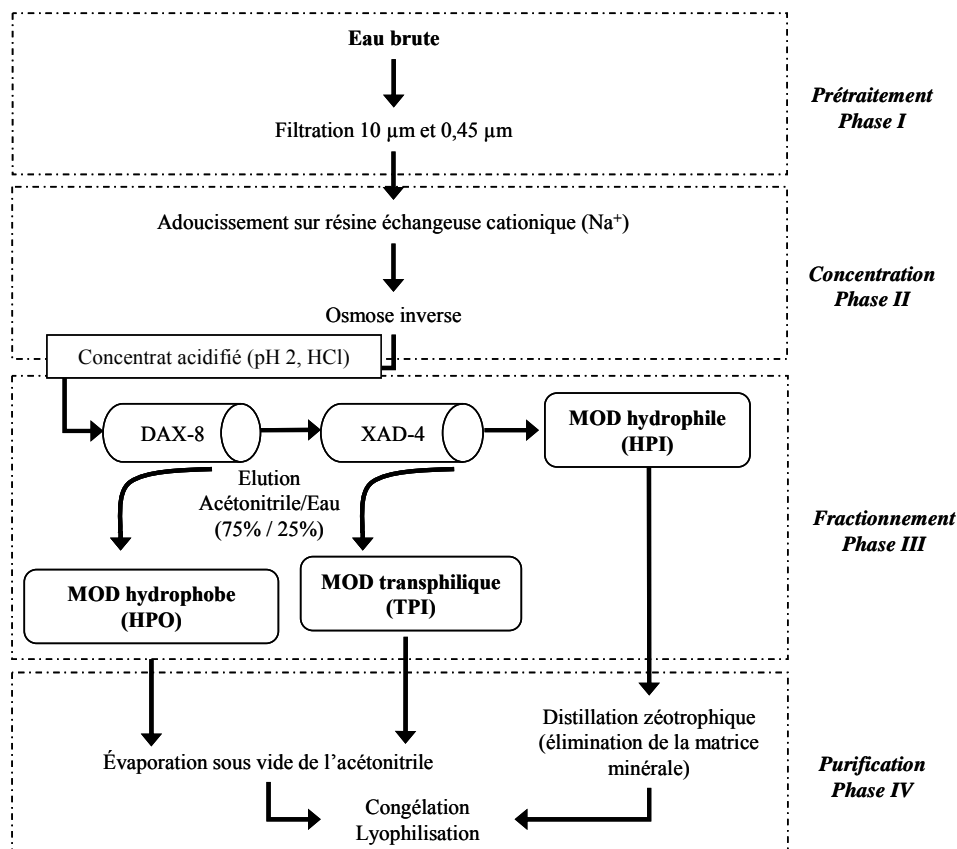 Eau brute
Filtration 10 µm et 0,45 µm
Prétraitement
Phase I
Adoucissement sur résine échangeuse cationique (Na⁺)
Osmose inverse
Concentration
Phase II
Concentrat acidifié (pH 2, HCl)
DAX-8
XAD-4
MOD hydrophile
(HPI)
Elution
Acétonitrile/Eau
(75% / 25%)
MOD hydrophobe
(HPO)
MOD transphilique
(TPI)
Fractionnement
Phase III
Évaporation sous vide de l’acétonitrile
Distillation zéotrophique
(élimination de la matrice
minérale)
Congélation
Lyophilisation
Purification
Phase IV